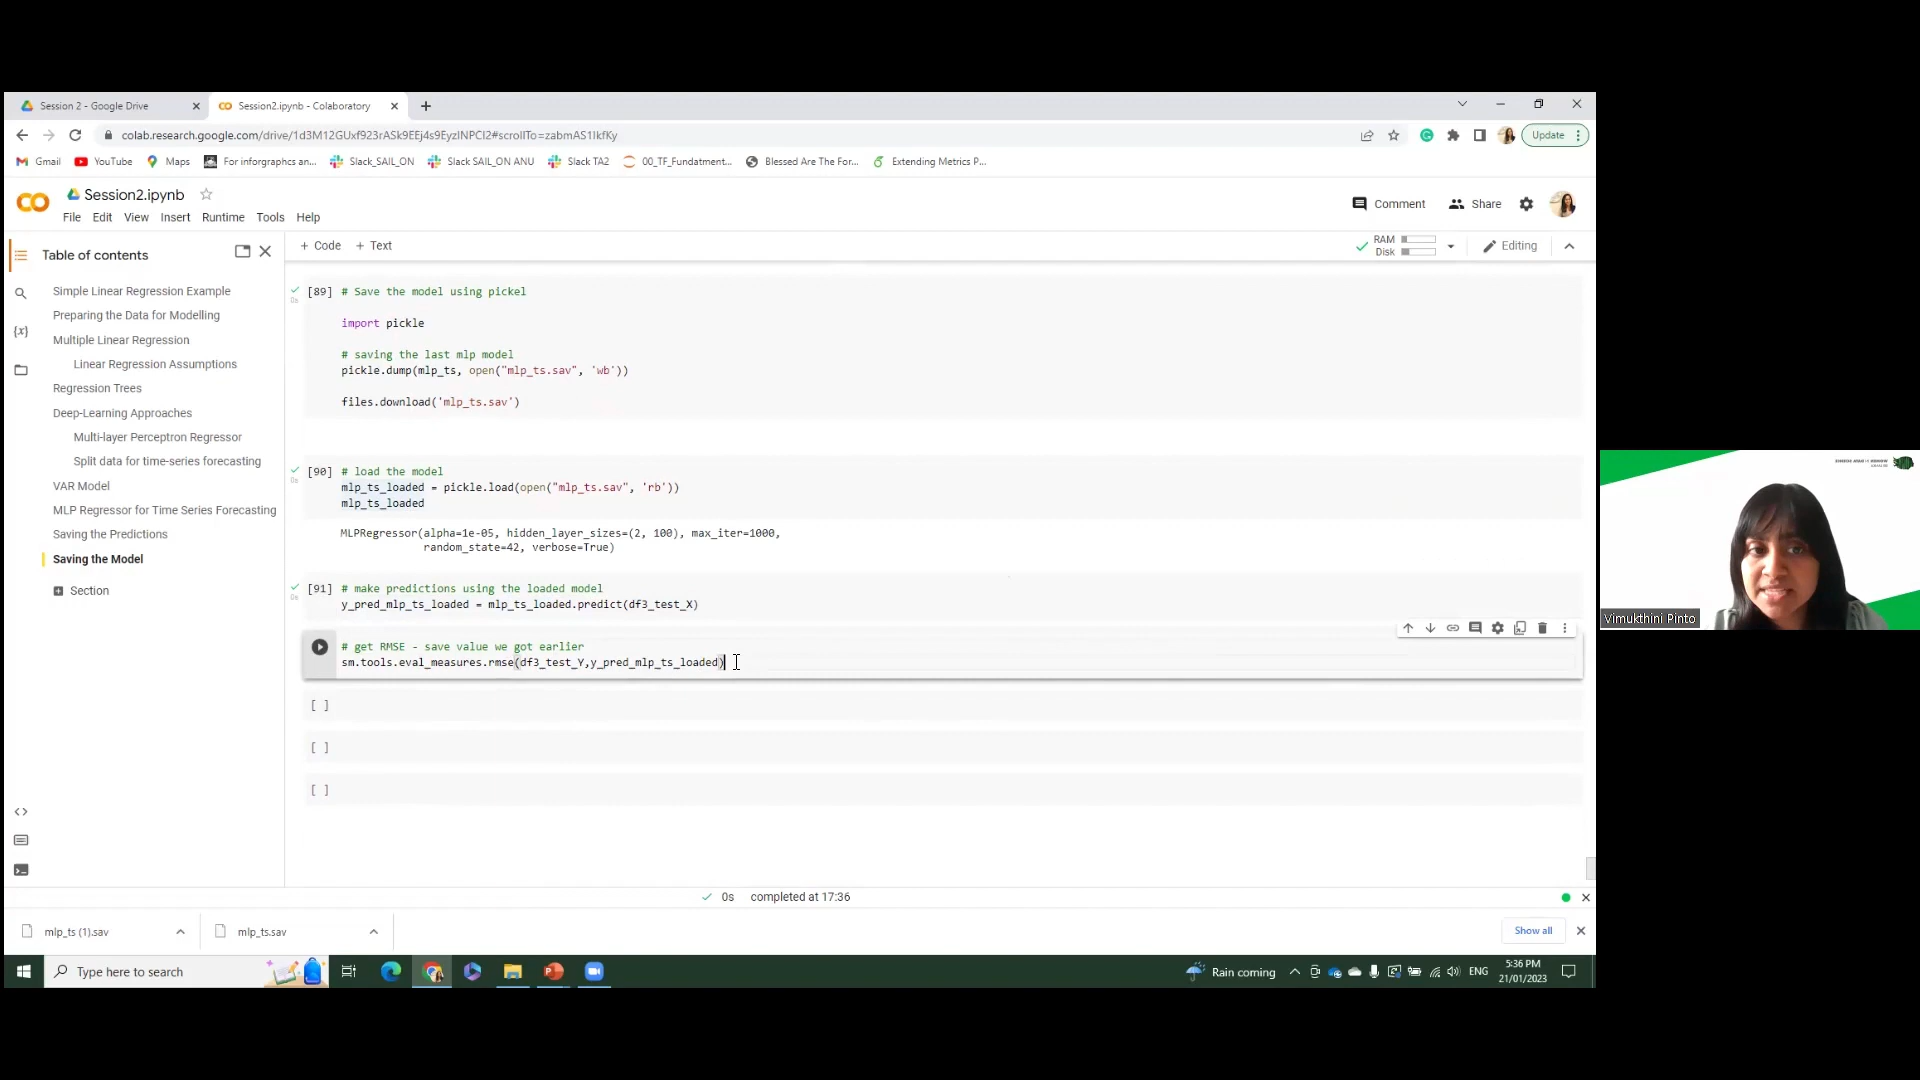 Session 2 - Google Drive
Session2.ipynb - Colaboratory
colab.research.google.com/drive/1d3M12GUxf923rASk9EEj4s9EyzlNPCl2#scrollTo=zabmAS1lkfKy
Update
Gmail
YouTube
Maps
For inforgraphcs an...
Slack_SAIL_ON
Slack SAIL_ON ANU
Slack TA2
00_TF_Fundatment...
Blessed Are The For...
Extending Metrics P...
Session2.ipynb
File Edit View Insert Runtime Tools Help
Comment
Share
Table of contents
+ Code + Text
RAM
Disk
Editing
Simple Linear Regression Example
Preparing the Data for Modelling
Multiple Linear Regression
Linear Regression Assumptions
Regression Trees
Deep-Learning Approaches
Multi-layer Perceptron Regressor
Split data for time-series forecasting
VAR Model
MLP Regressor for Time Series Forecasting
Saving the Predictions
Saving the Model
Section
[89] # Save the model using pickel
import pickle
# saving the last mlp model
pickle.dump(mlp_ts, open("mlp_ts.sav", 'wb'))
files.download('mlp_ts.sav')
[90] # load the model
mlp_ts_loaded = pickle.load(open("mlp_ts.sav", 'rb'))
mlp_ts_loaded
MLPRegressor(alpha=1e-05, hidden_layer_sizes=(2, 100), max_iter=1000,
random_state=42, verbose=True)
[91] # make predictions using the loaded model
y_pred_mlp_ts_loaded = mlp_ts_loaded.predict(df3_test_X)
# get RMSE - save value we got earlier
sm.tools.eval_measures.rmse(df3_test_Y,y_pred_mlp_ts_loaded)
[ ]
[ ]
[ ]
0s completed at 17:36
mlp_ts (1).sav
mlp_ts.sav
Show all
Type here to search
Rain coming
ENG
5:36 PM
21/01/2023
Vimukthini Pinto